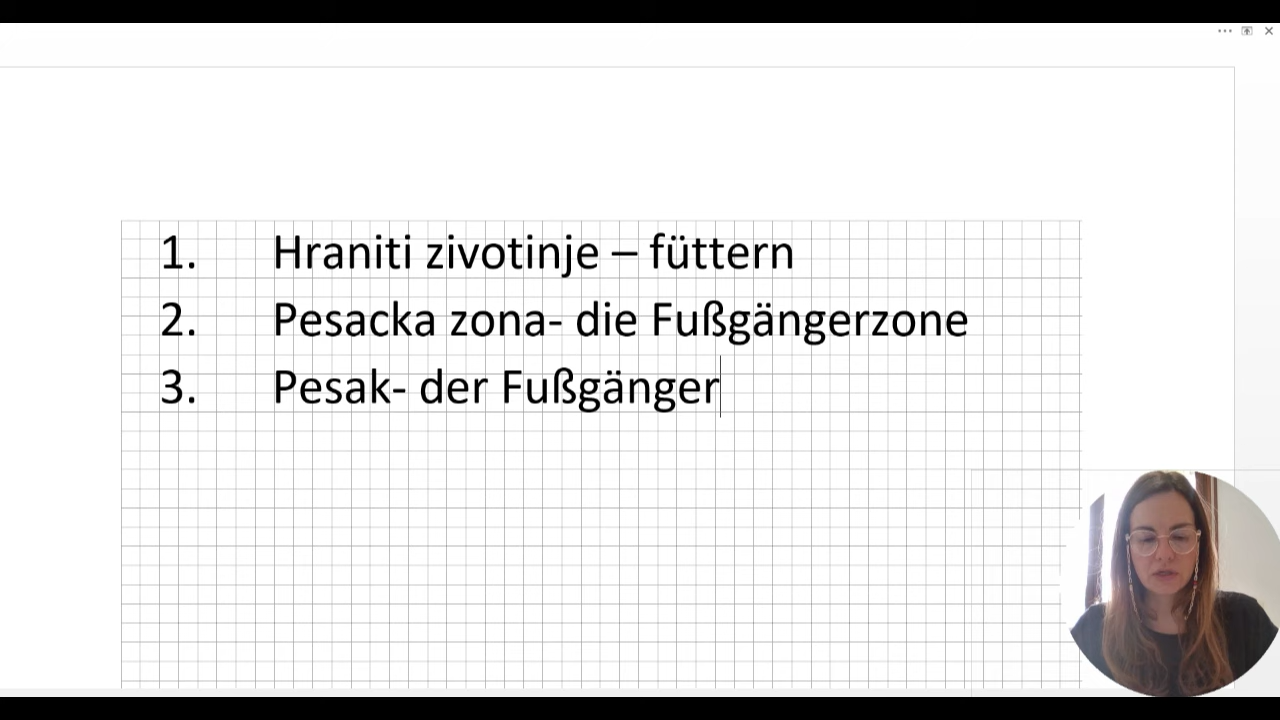 1. Hraniti zivotinje – füttern
2. Pesacka zona- die Fußgängerzone
3. Pesak- der Fußgänger